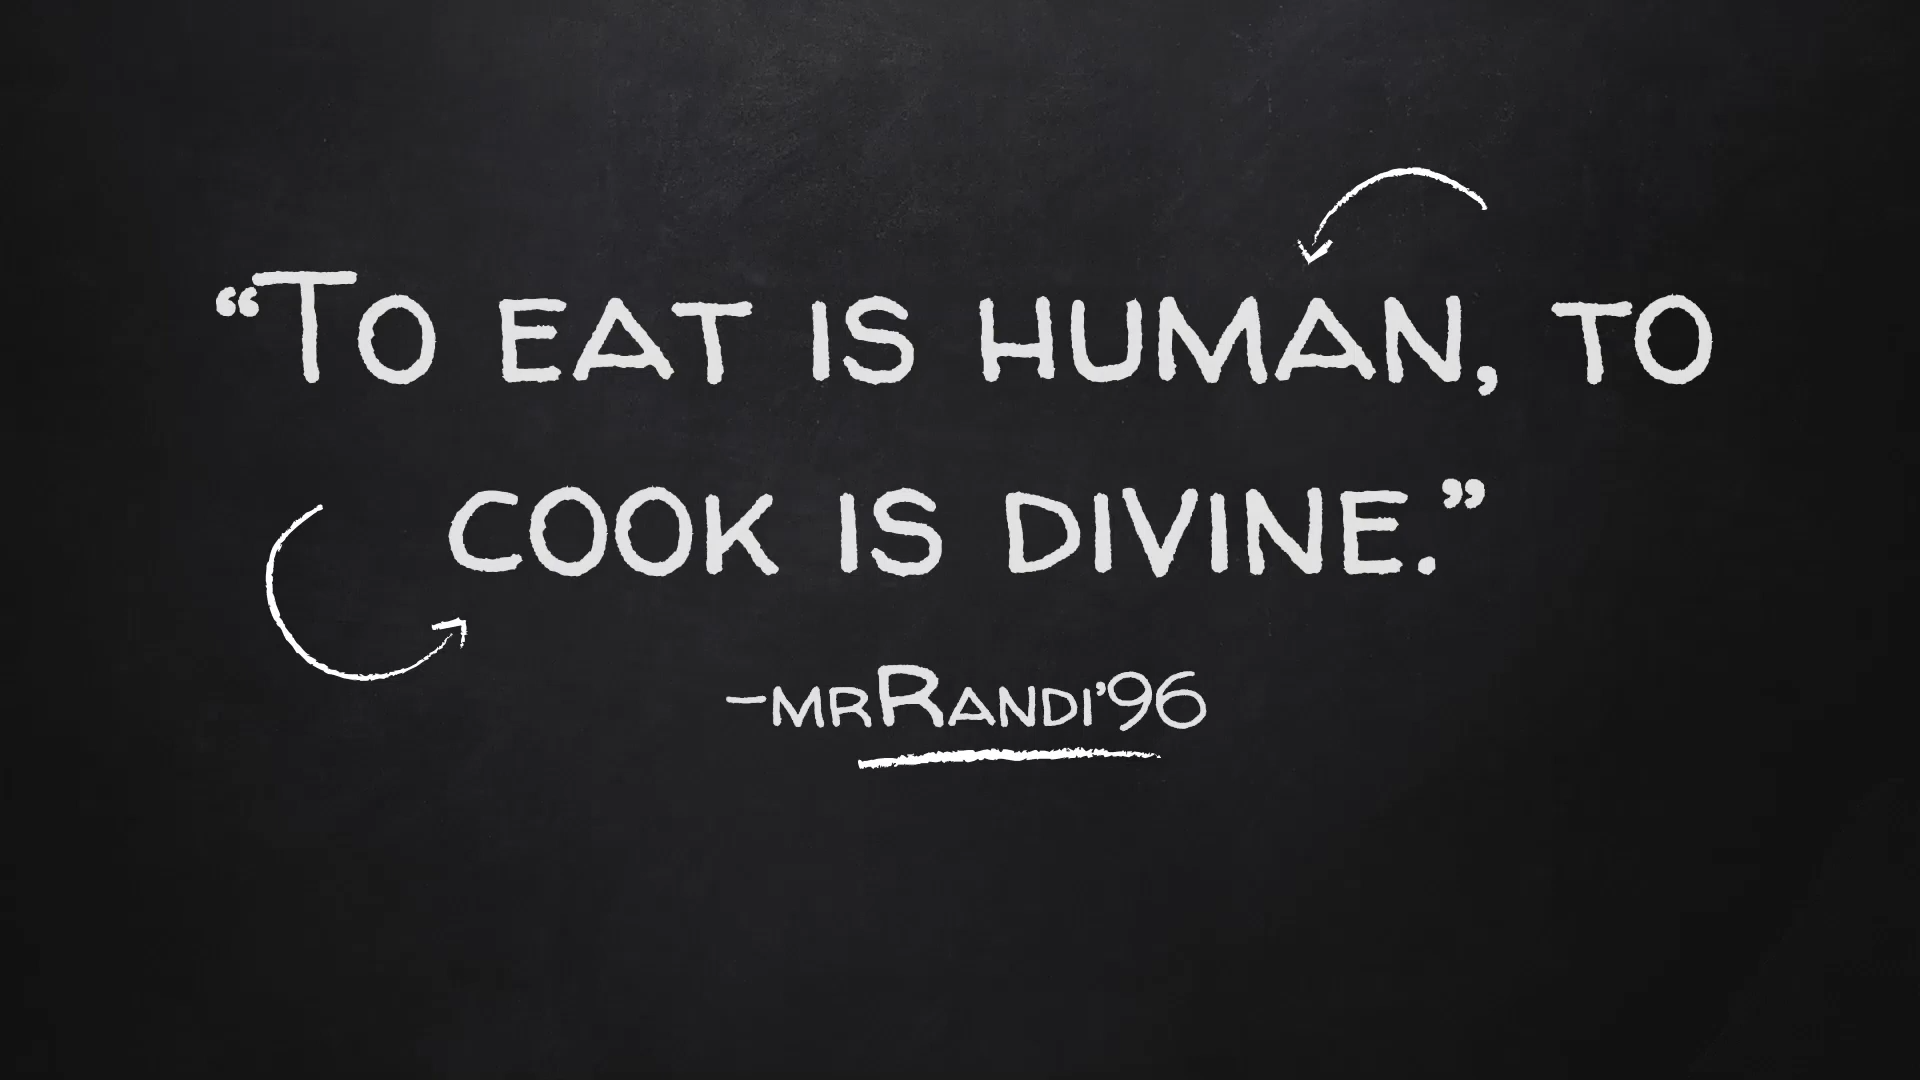 “To eat is human, to
cook is divine.”
-mrRandi’96